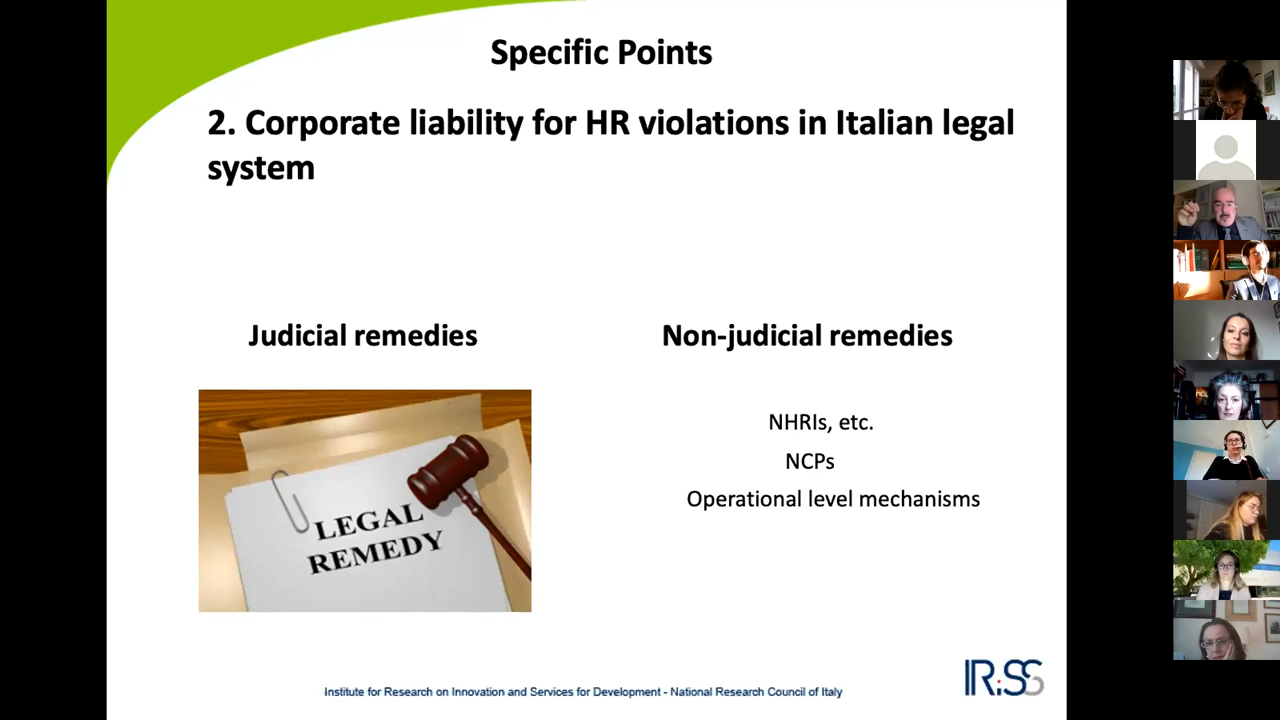 Specific Points
2. Corporate liability for HR violations in Italian legal
system
Judicial remedies
Non-judicial remedies
LEGAL
REMEDY
NHRIs, etc.
NCPs
Operational level mechanisms
Institute for Research on Innovation and Services for Development - National Research Council of Italy
IRiSS